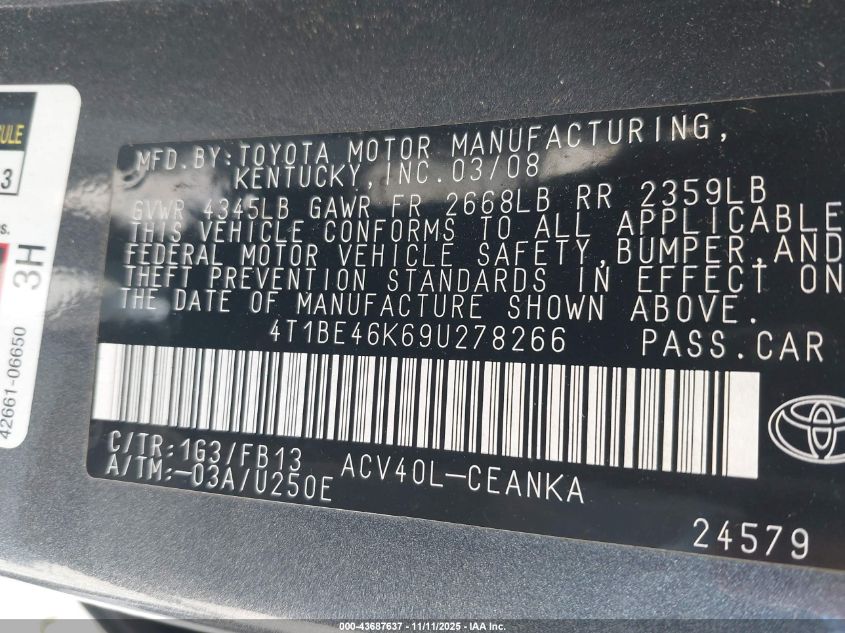 MFD.BY:TOYOTA MOTOR MANUFACTURING,
KENTUCKY, INC. 03/08
GVWR 4345LB GAWR FR 2668LB RR 2359LB
THIS VEHICLE CONFORMS TO ALL APPLICABLE
FEDERAL MOTOR VEHICLE SAFETY, BUMPER, AND
THEFT PREVENTION STANDARDS IN EFFECT ON
THE DATE OF MANUFACTURE SHOWN ABOVE.
4T1BE46K69U278266 PASS.CAR
C/TR:1G3/FB13 ACV40L-CEANKA
A/TM:-03A/U250E
24579
3
3H
42661-06650
000-43687637 - 11/11/2025 - IAA Inc.